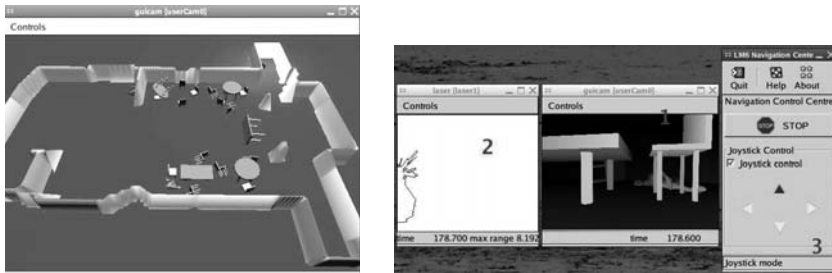 guicam [userCam0]
Controls
laser [laser1]
Controls
2
time 178.700 max range 8.192
guicam [userCam0]
Controls
1
time 178.600
LM6 Navigation Cente
Quit Help About
Navigation Control Centre
STOP STOP
Joystick Control
Joystick control
3
Joystick mode